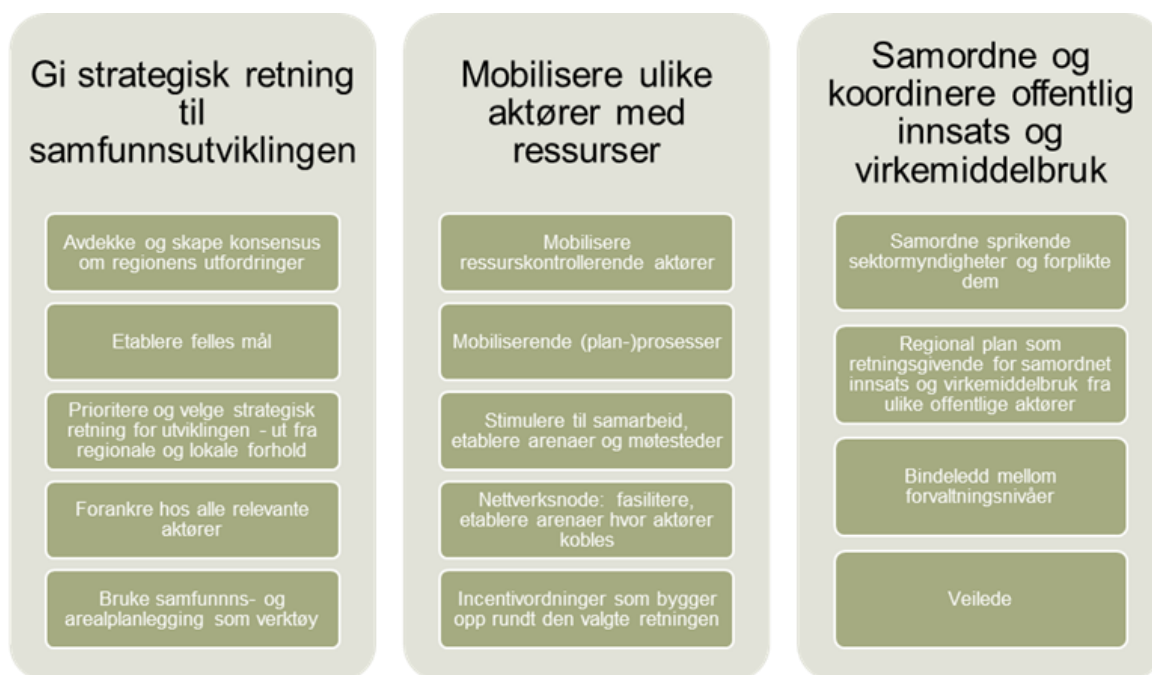 Gi strategisk retning
til
samfunnsutviklingen
Avdekke og skape konsensus
om regionens utfordringer
Etablere felles mål
Prioritere og velge strategisk
retning for utviklingen - ut fra
regionale og lokale forhold
Forankre hos alle relevante
aktører
Bruke samfunnns- og
arealplanlegging som verktøy
Mobilisere ulike
aktører med
ressurser
Mobilisere
ressurskontrollerende aktører
Mobiliserende (plan-)prosesser
Stimulere til samarbeid,
etablere arenaer og møtesteder
Nettverksnode: fasilitere,
etablere arenaer hvor aktører
kobles
Incentivordninger som bygger
opp rundt den valgte retningen
Samordne og
koordinere offentlig
innsats og
virkemiddelbruk
Samordne sprikende
sektormyndigheter og forplikte
dem
Regional plan som
retningsgivende for samordnet
innsats og virkemiddelbruk fra
ulike offentlige aktører
Bindeledd mellom
forvaltningsnivåer
Veilede